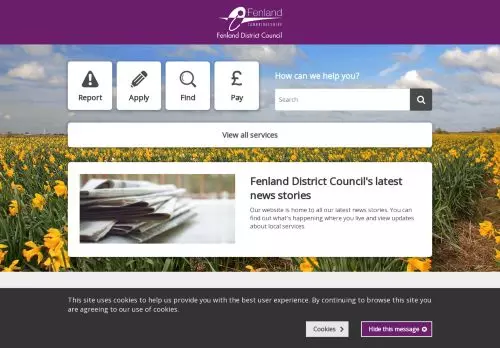 Fenland
CAMBRIDGESHIRE
Fenland District Council
Report
Apply
Find
£
Pay
How can we help you?
Search
View all services
Fenland District Council's latest
news stories
Our website is home to all our latest news stories. You can
find out what's happening where you live and view updates
about local services.
This site uses cookies to help us provide you with the best user experience. By continuing to browse this site you
are agreeing to our use of cookies.
Cookies
Hide this message